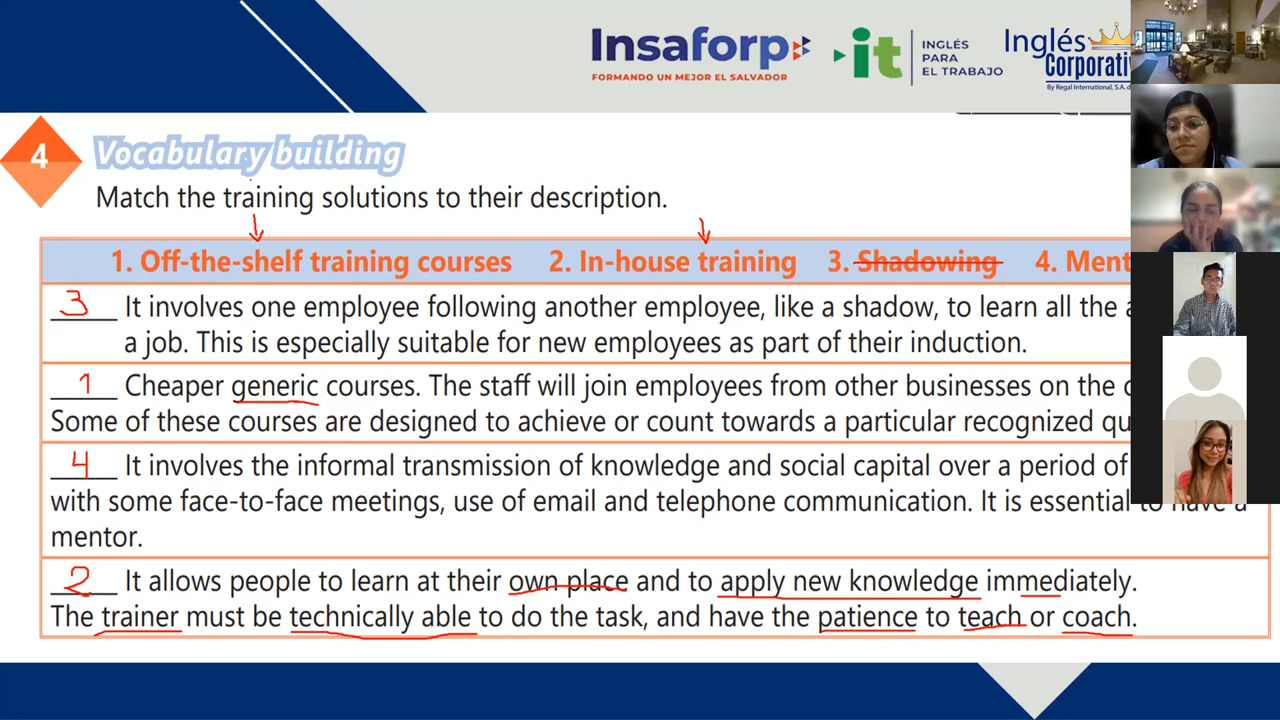 Insaforp
FORMANDO UN MEJOR EL SALVADOR
it
INGLÉS
PARA
EL TRABAJO
Inglés
Corporativ
By Regal International, S.A. d
4 Vocabulary building
Match the training solutions to their description.
1. Off-the-shelf training courses 2. In-house training 3. Shadowing 4. Ment
3 It involves one employee following another employee, like a shadow, to learn all the a
a job. This is especially suitable for new employees as part of their induction.
1 Cheaper generic courses. The staff will join employees from other businesses on the c
Some of these courses are designed to achieve or count towards a particular recognized qu
4 It involves the informal transmission of knowledge and social capital over a period of
with some face-to-face meetings, use of email and telephone communication. It is essential to have a
mentor.
2 It allows people to learn at their own place and to apply new knowledge immediately.
The trainer must be technically able to do the task, and have the patience to teach or coach.